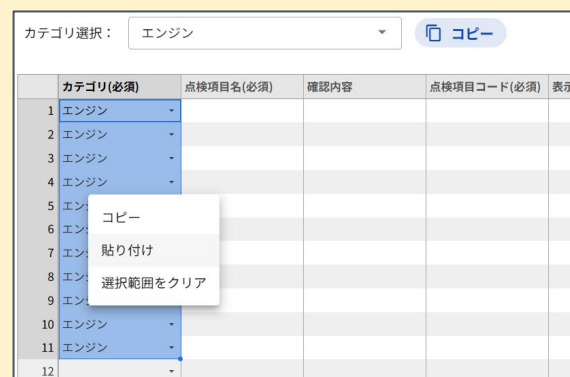 カテゴリ選択： エンジン コピー
カテゴリ(必須) 点検項目名(必須) 確認内容 点検項目コード(必須) 表示
1 エンジン
2 エンジン
3 エンジン
4 エンジン
5 エン
コピー
6 エン
7 エン 貼り付け
8 エン 選択範囲をクリア
9 エン
10 エンジン
11 エンジン
12